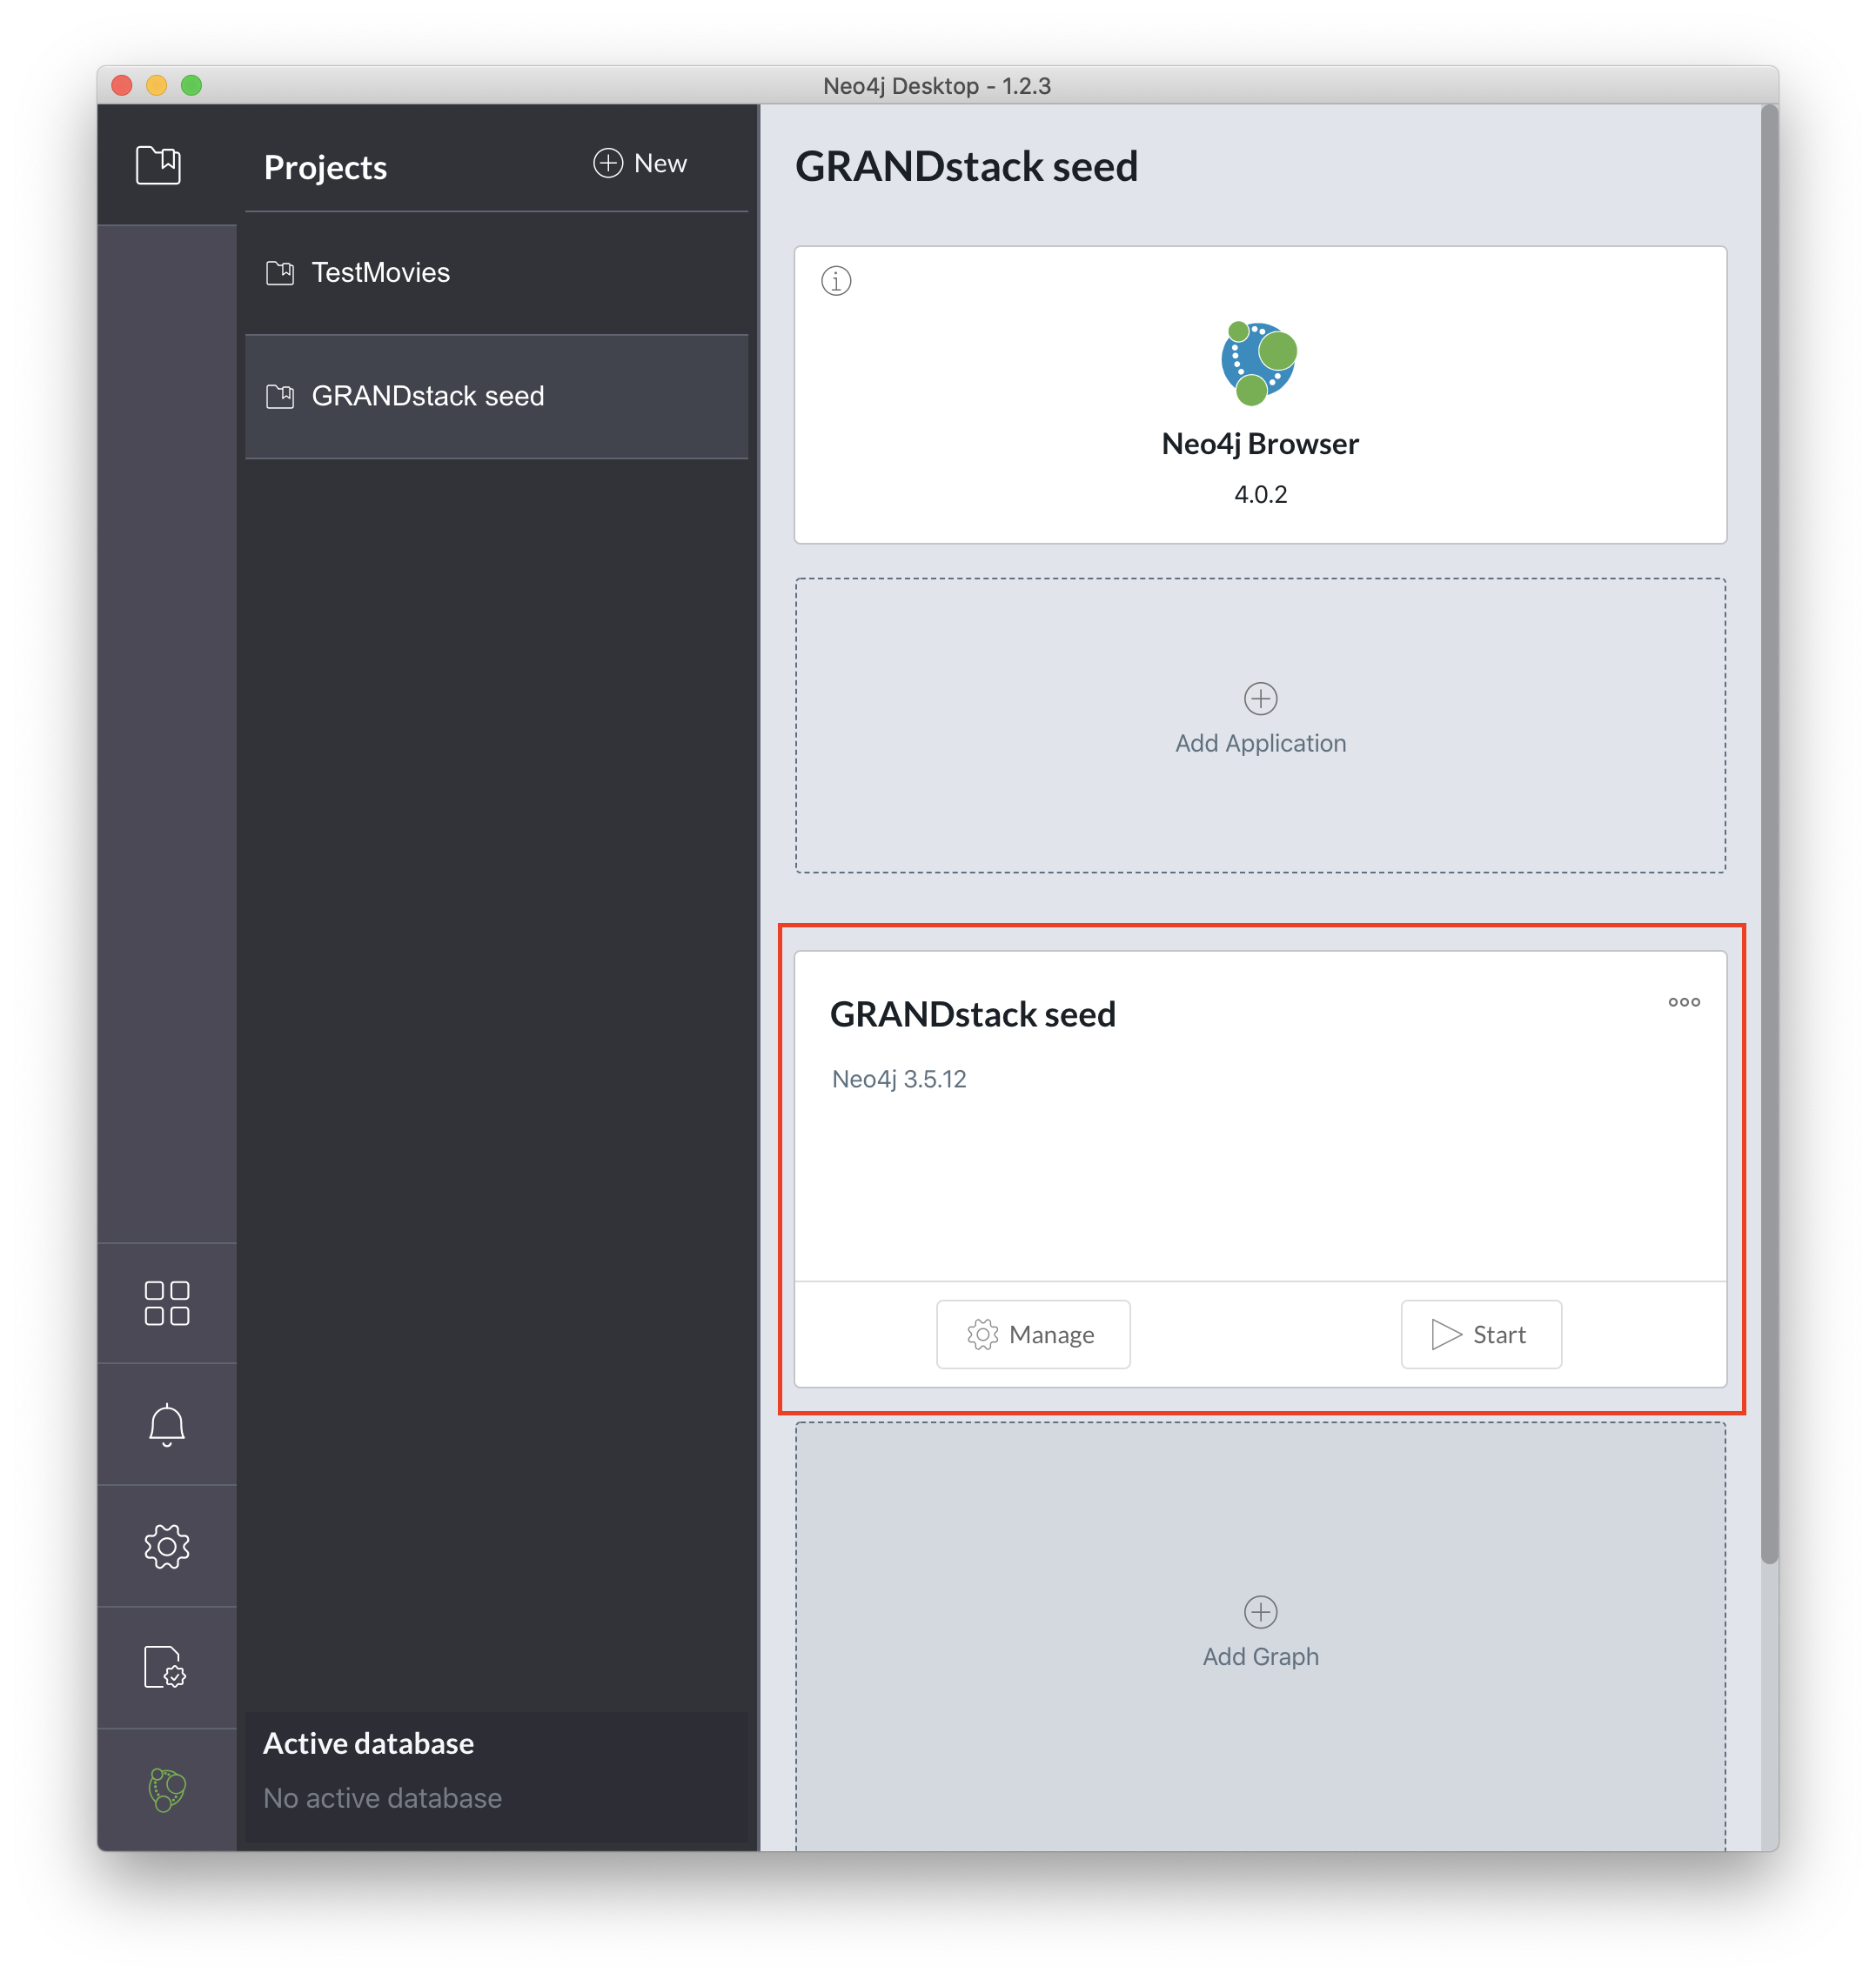 Neo4j Desktop - 1.2.3
Projects
New
TestMovies
GRANDstack seed
Active database
No active database
GRANDstack seed
Neo4j Browser
4.0.2
Add Application
GRANDstack seed
Neo4j 3.5.12
Manage
Start
Add Graph